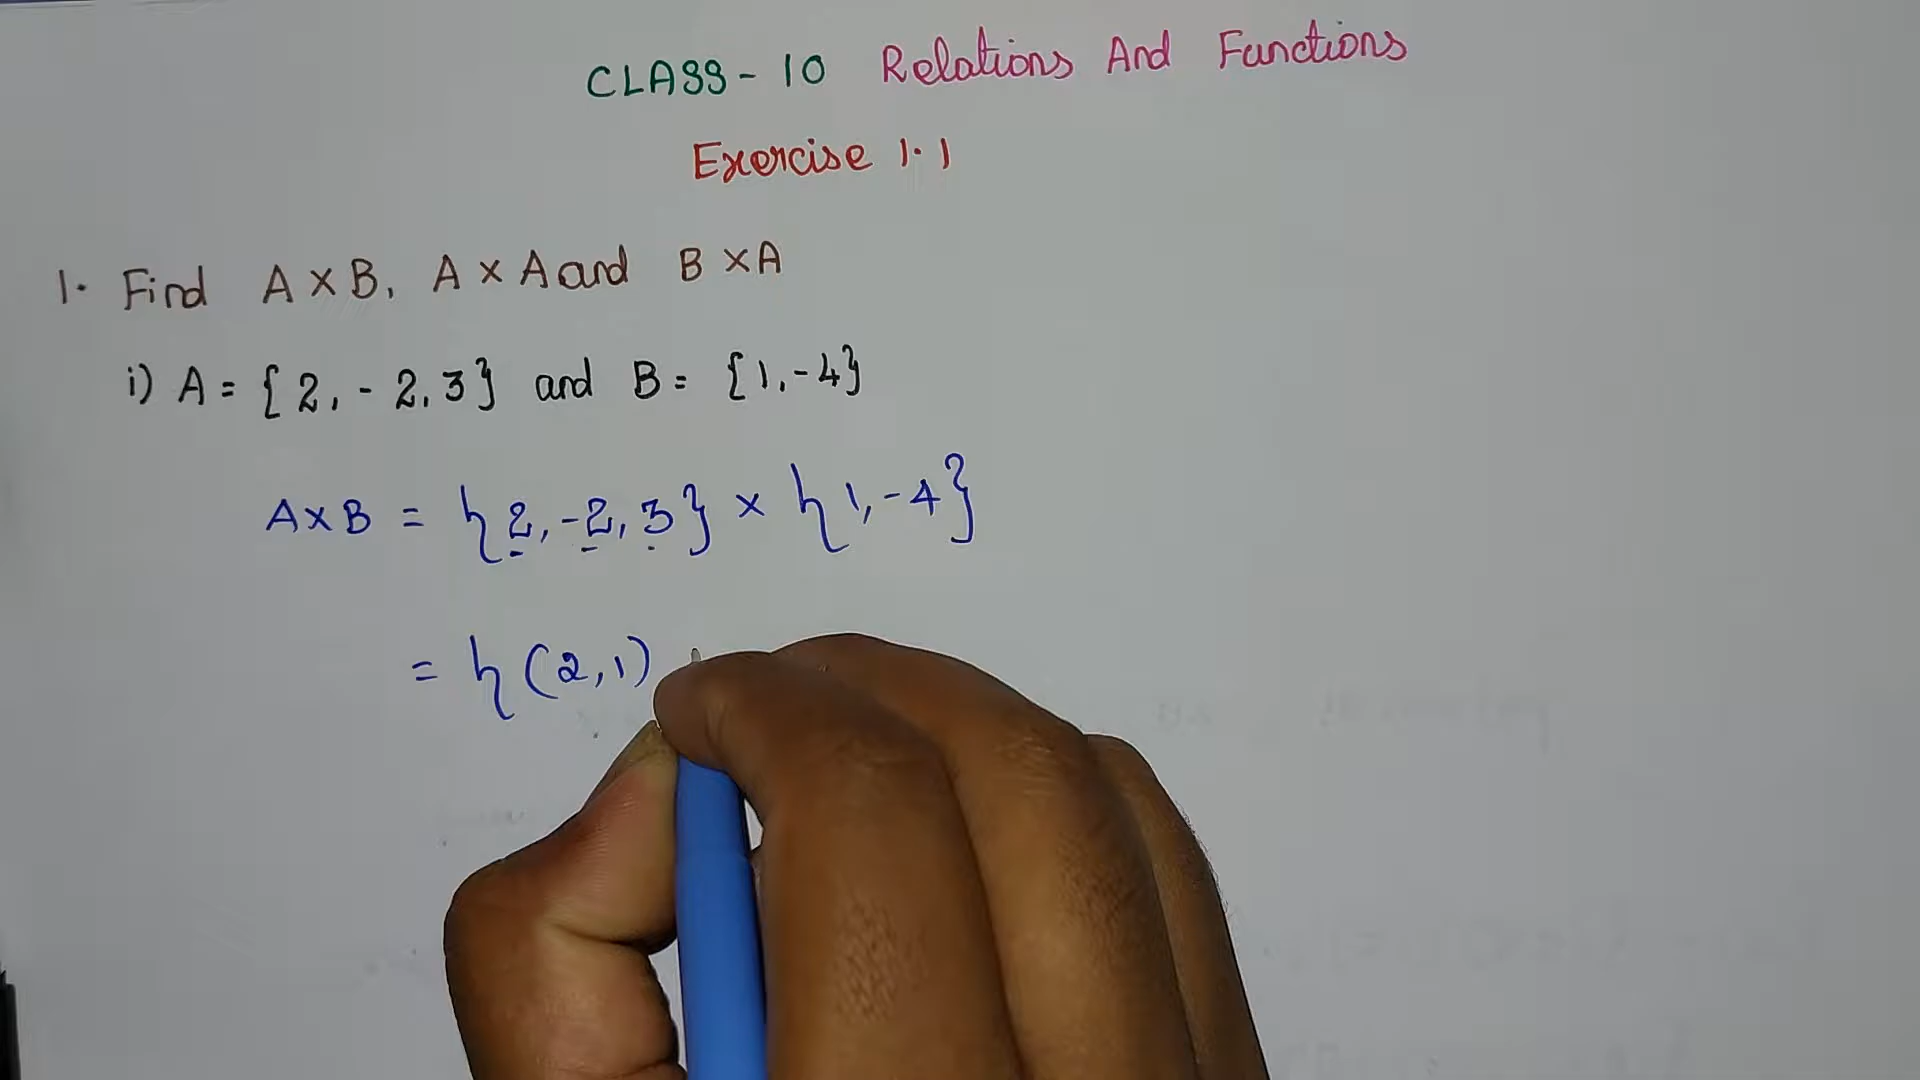 CLASS - 10 Relations And Functions
Exercise 1.1
1. Find A × B, A × A and B × A
i) A = {2, - 2, 3} and B = {1, -4}
A×B = {2, -2, 3} × {1, -4}
= {(2,1)